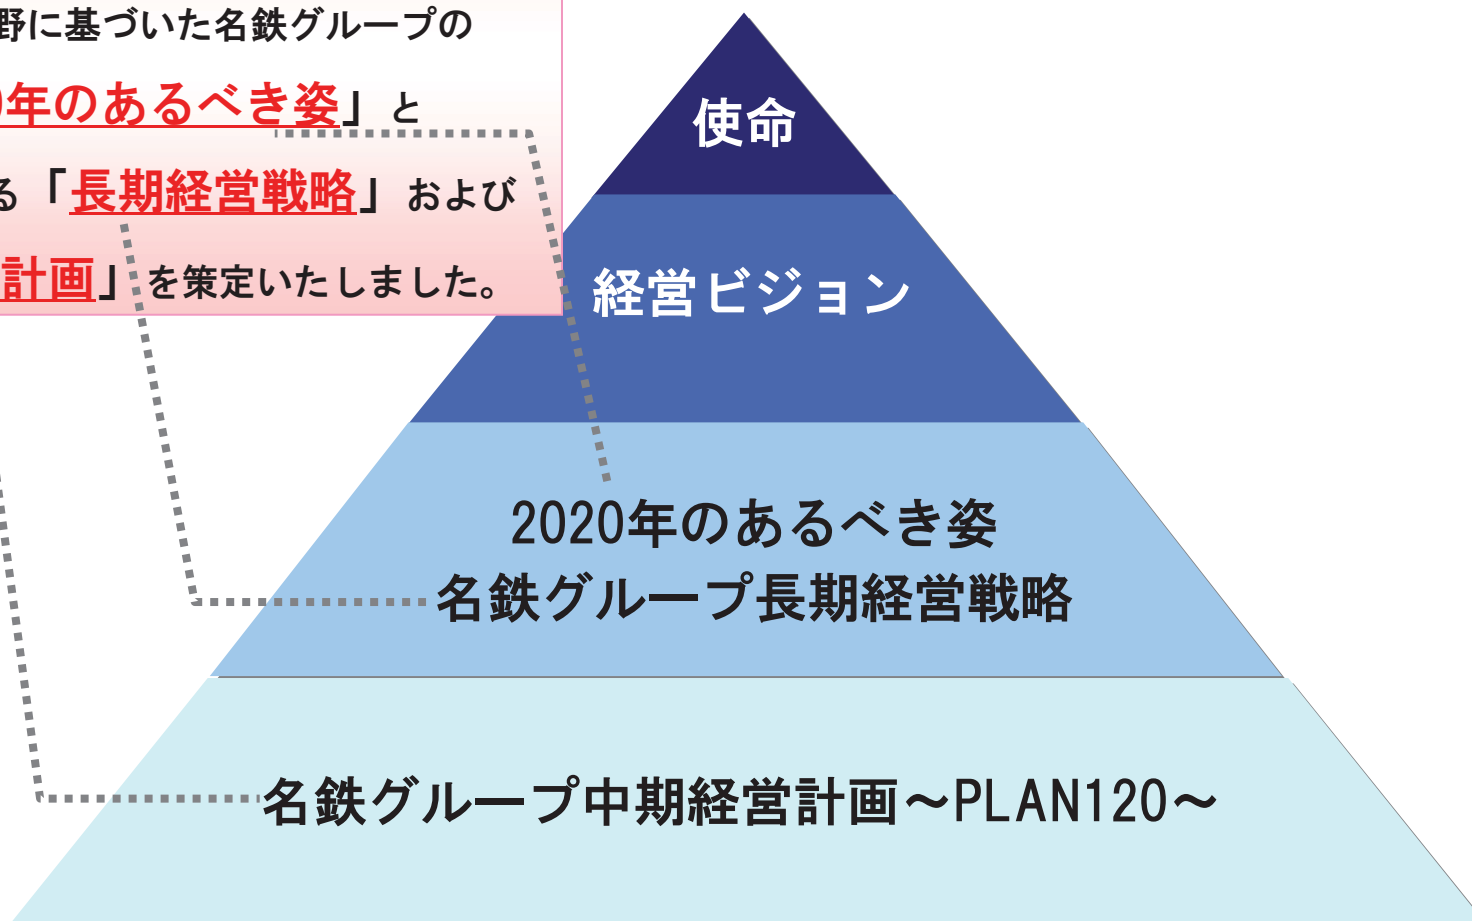 野に基づいた名鉄グループの
年のあるべき姿」と
る「長期経営戦略」および
計画」を策定いたしました。
使命
経営ビジョン
2020年のあるべき姿
名鉄グループ長期経営戦略
名鉄グループ中期経営計画～PLAN120～